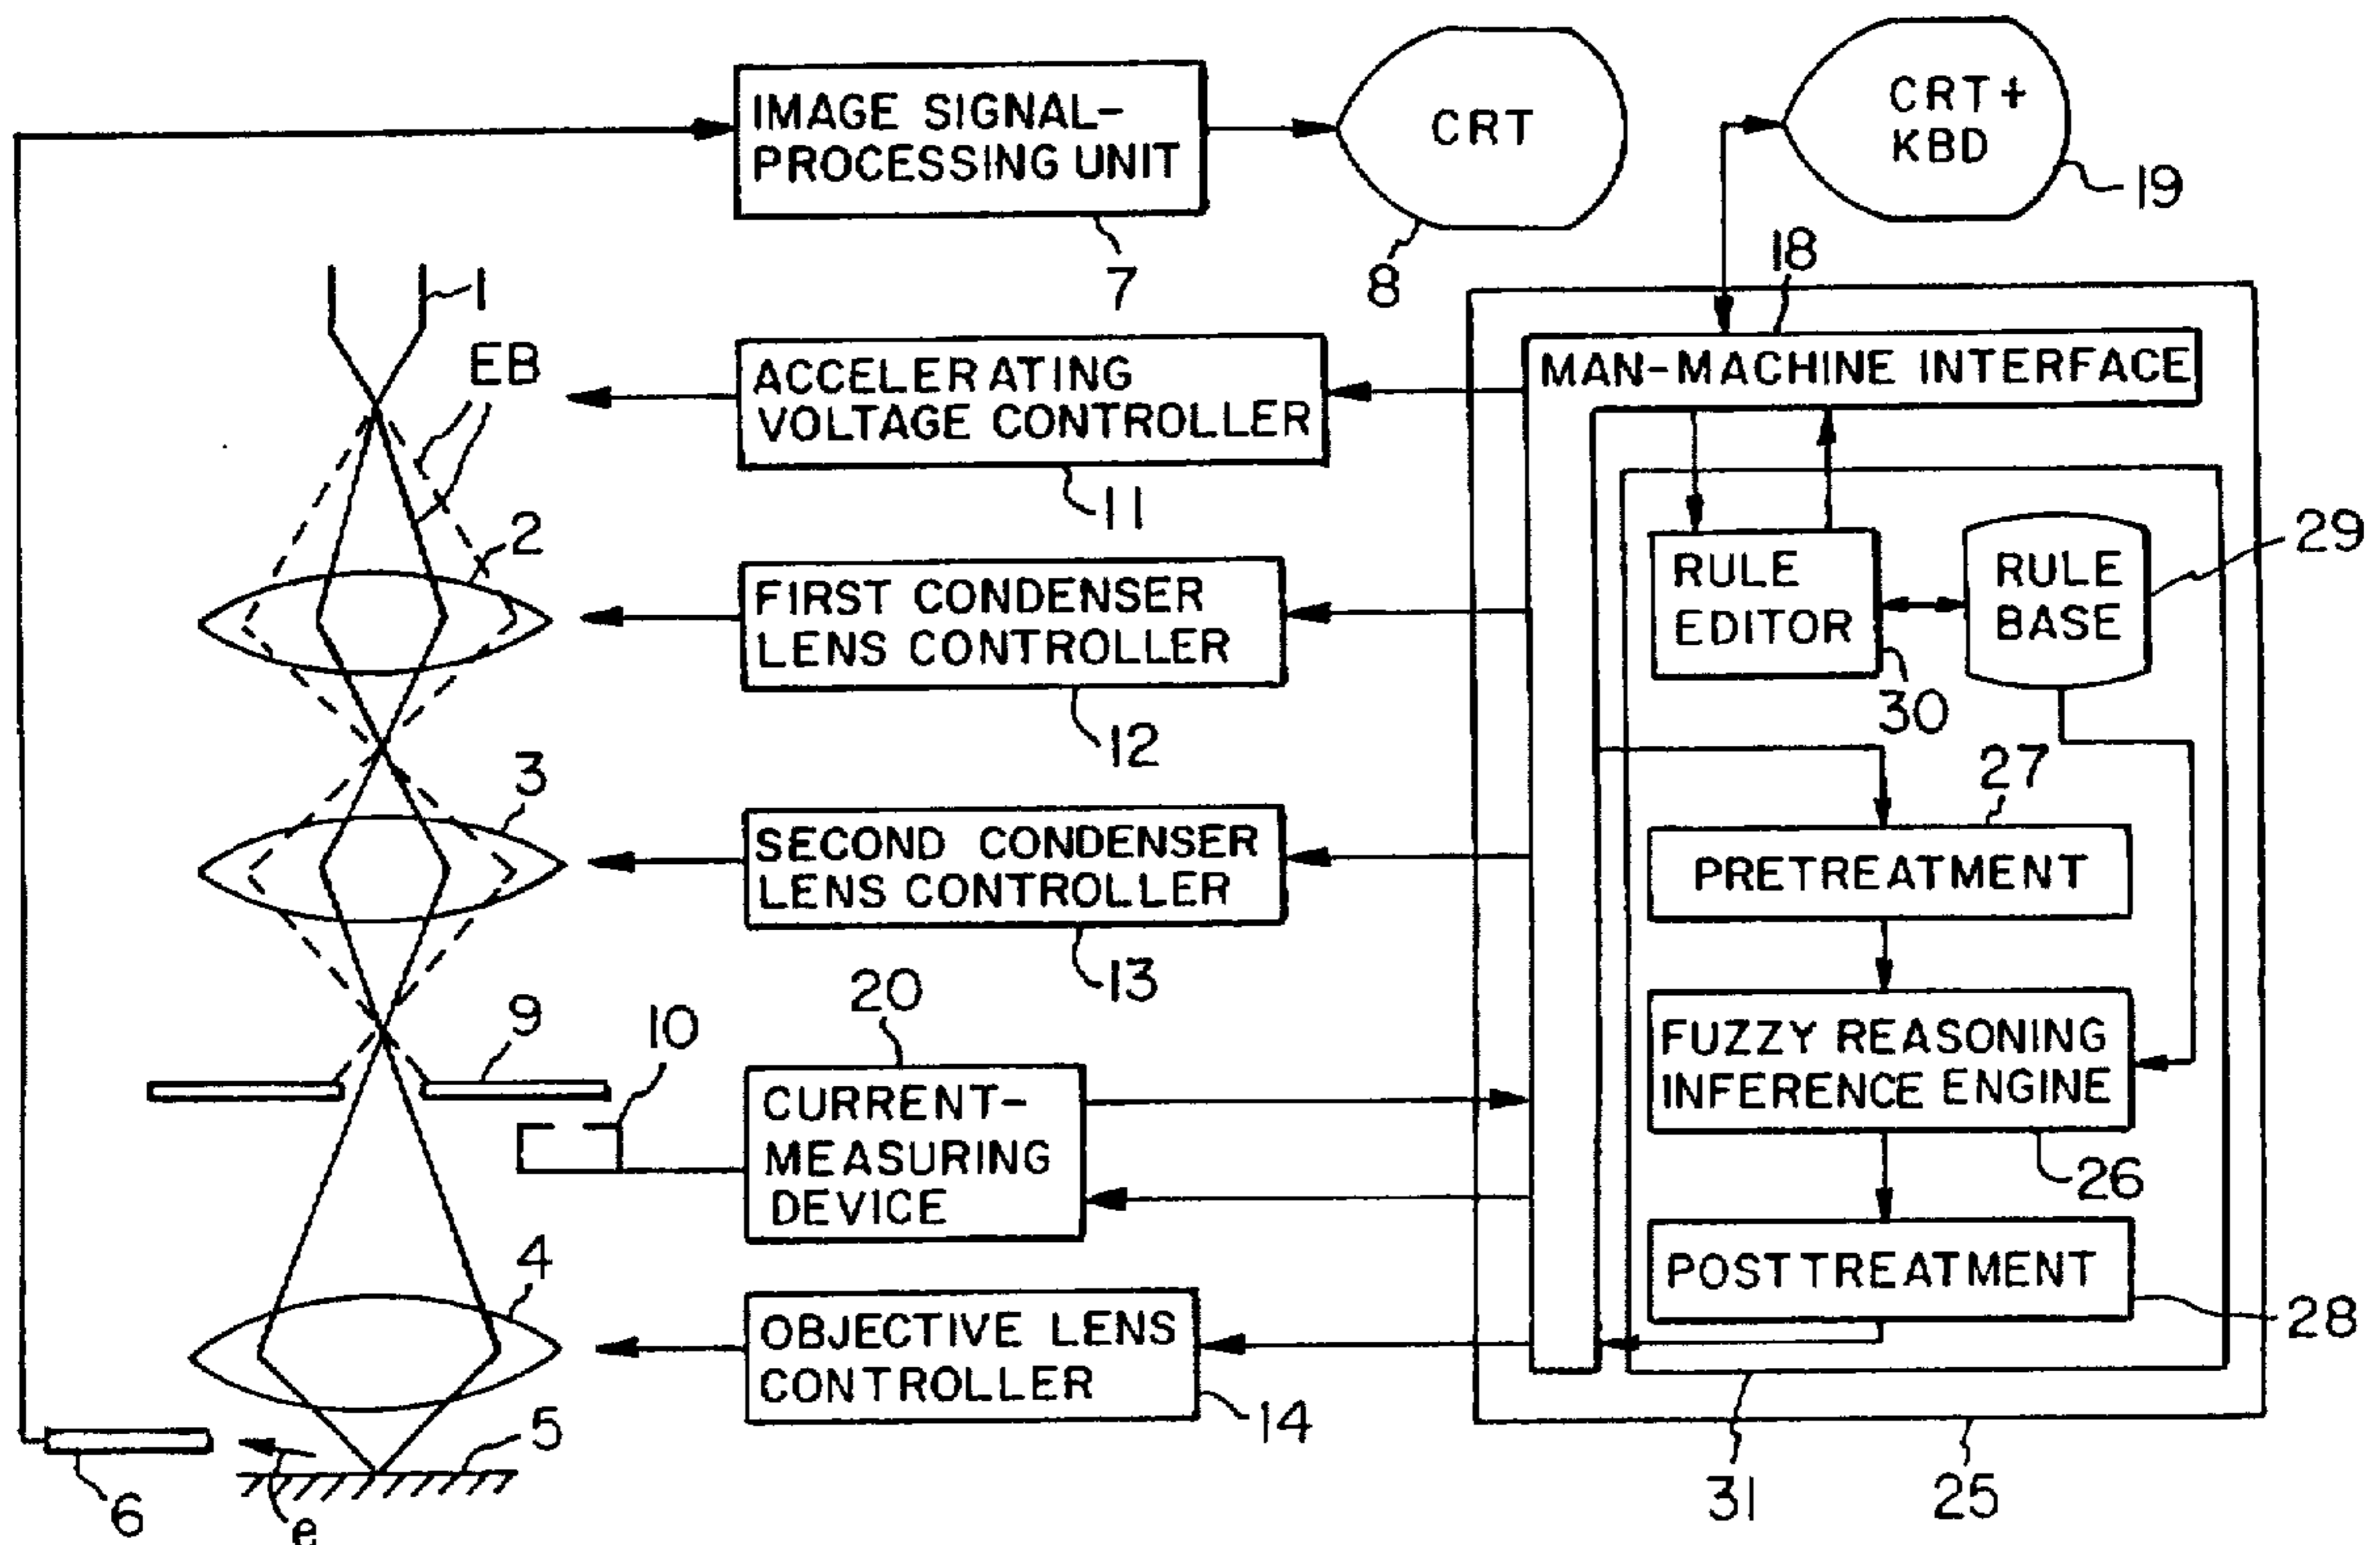 IMAGE SIGNAL-
PROCESSING UNIT
7
CRT
8
CRT+
KBD
19
18
MAN-MACHINE INTERFACE
1
EB
ACCELERATING
VOLTAGE CONTROLLER
11
2
FIRST CONDENSER
LENS CONTROLLER
12
RULE
EDITOR
30
RULE
BASE
29
3
SECOND CONDENSER
LENS CONTROLLER
13
27
PRETREATMENT
9
10
20
CURRENT-
MEASURING
DEVICE
FUZZY REASONING
INFERENCE ENGINE
26
4
OBJECTIVE LENS
CONTROLLER
14
POSTTREATMENT
28
5
6
e
31
25